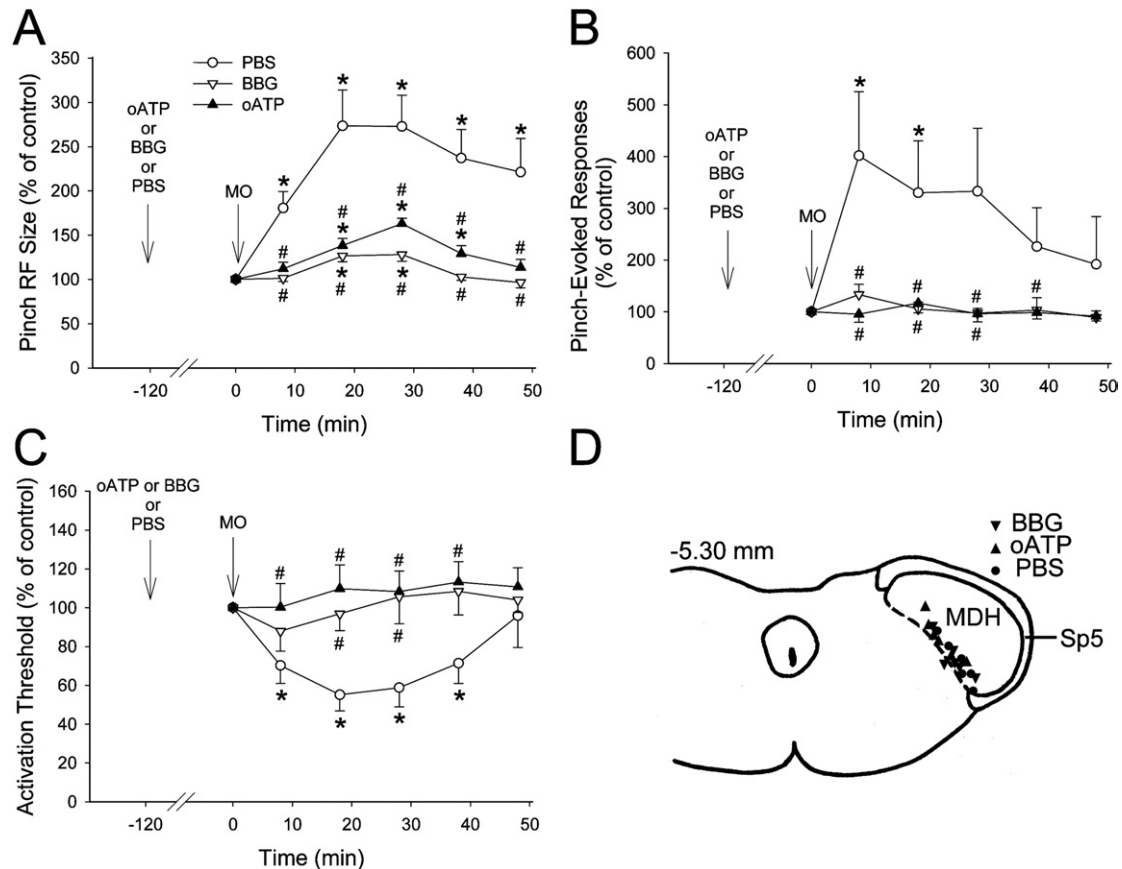 A
Pinch RF Size (% of control)
350
300
250
200
150
100
50
0
PBS
BBG
oATP
oATP
or
BBG
or
PBS
MO
*
*
*
*
*
#
#
*
#
*
#
*
#
#
*
#
*
#
#
#
-120
0
10
20
30
40
50
Time (min)
B
Pinch-Evoked Responses
(% of control)
600
500
400
300
200
100
0
oATP
or
BBG
or
PBS
MO
*
*
#
#
#
#
#
#
#
-120
0
10
20
30
40
50
Time (min)
C
Activation Threshold (% of control)
160
140
120
100
80
60
40
20
0
oATP or BBG
or
PBS
MO
#
#
#
#
#
#
*
*
*
*
-120
0
10
20
30
40
50
Time (min)
D
-5.30 mm
BBG
oATP
PBS
MDH
Sp5